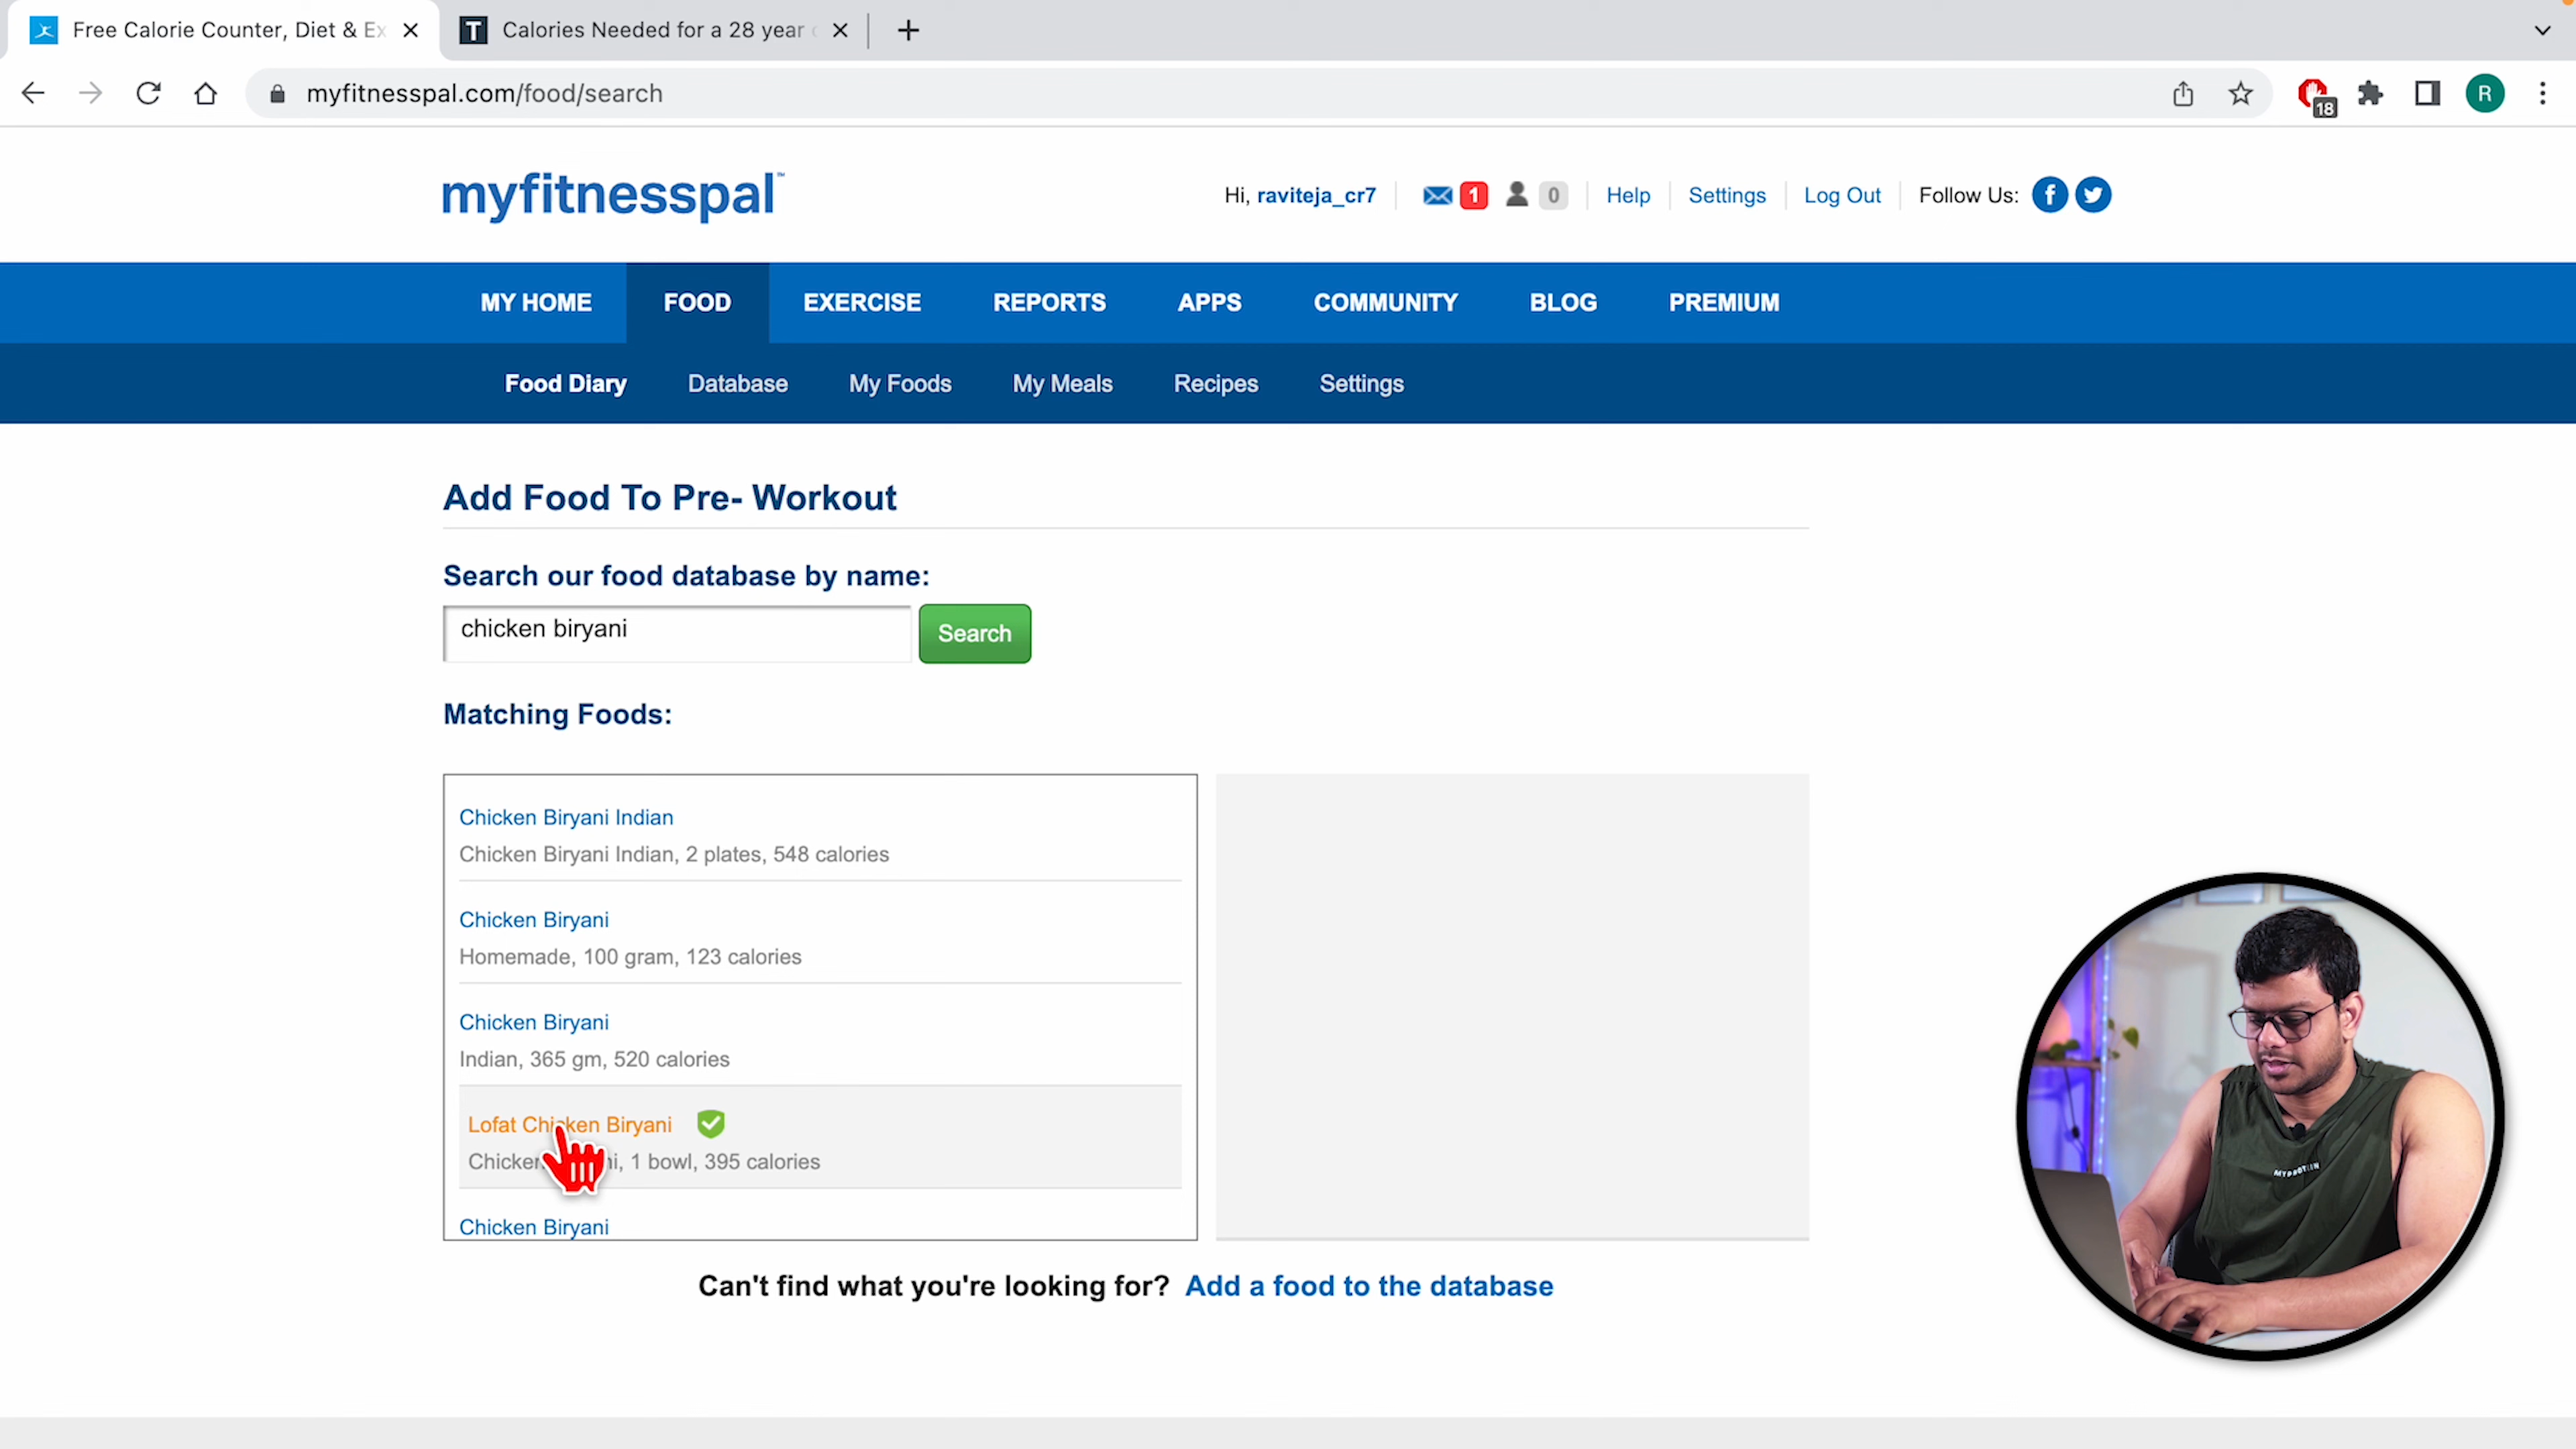 Free Calorie Counter, Diet & Ex
T Calories Needed for a 28 year
myfitnesspal.com/food/search
18
R
myfitnesspal
Hi, raviteja_cr7 1 0 Help Settings Log Out Follow Us:
MY HOME FOOD EXERCISE REPORTS APPS COMMUNITY BLOG PREMIUM
Food Diary Database My Foods My Meals Recipes Settings
Add Food To Pre- Workout
Search our food database by name:
chicken biryani Search
Matching Foods:
Chicken Biryani Indian
Chicken Biryani Indian, 2 plates, 548 calories
Chicken Biryani
Homemade, 100 gram, 123 calories
Chicken Biryani
Indian, 365 gm, 520 calories
Lofat Chicken Biryani
Chicken 1 bowl, 395 calories
Chicken Biryani
Can't find what you're looking for? Add a food to the database
MYPROTEIN